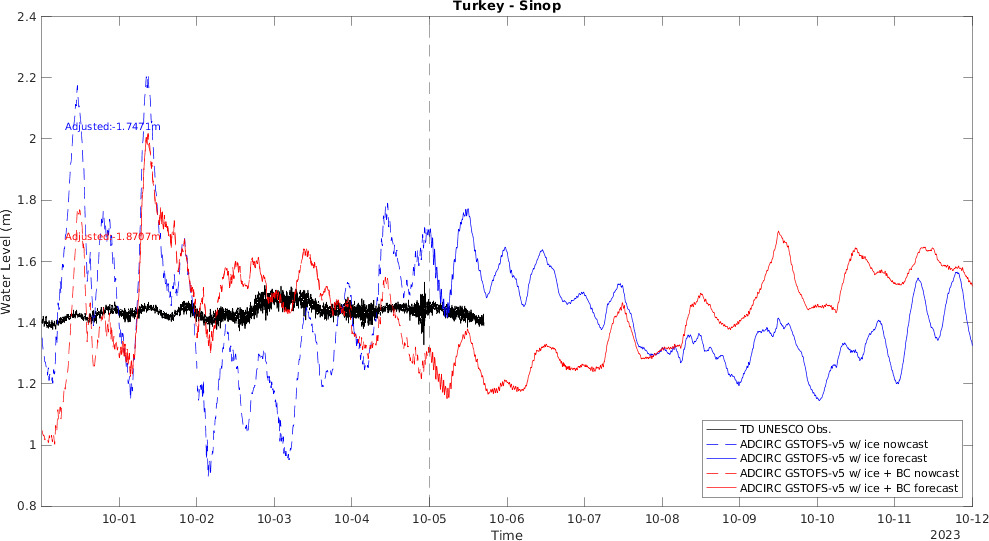 Turkey - Sinop
2.4
2.2
2
1.8
1.6
1.4
1.2
1
0.8
Water Level (m)
Adjusted:-1.7471m
Adjusted:-1.8707m
TD UNESCO Obs.
ADCIRC GSTOFS-v5 w/ ice nowcast
ADCIRC GSTOFS-v5 w/ ice forecast
ADCIRC GSTOFS-v5 w/ ice + BC nowcast
ADCIRC GSTOFS-v5 w/ ice + BC forecast
10-01 10-02 10-03 10-04 10-05 10-06 10-07 10-08 10-09 10-10 10-11 10-12
Time
2023